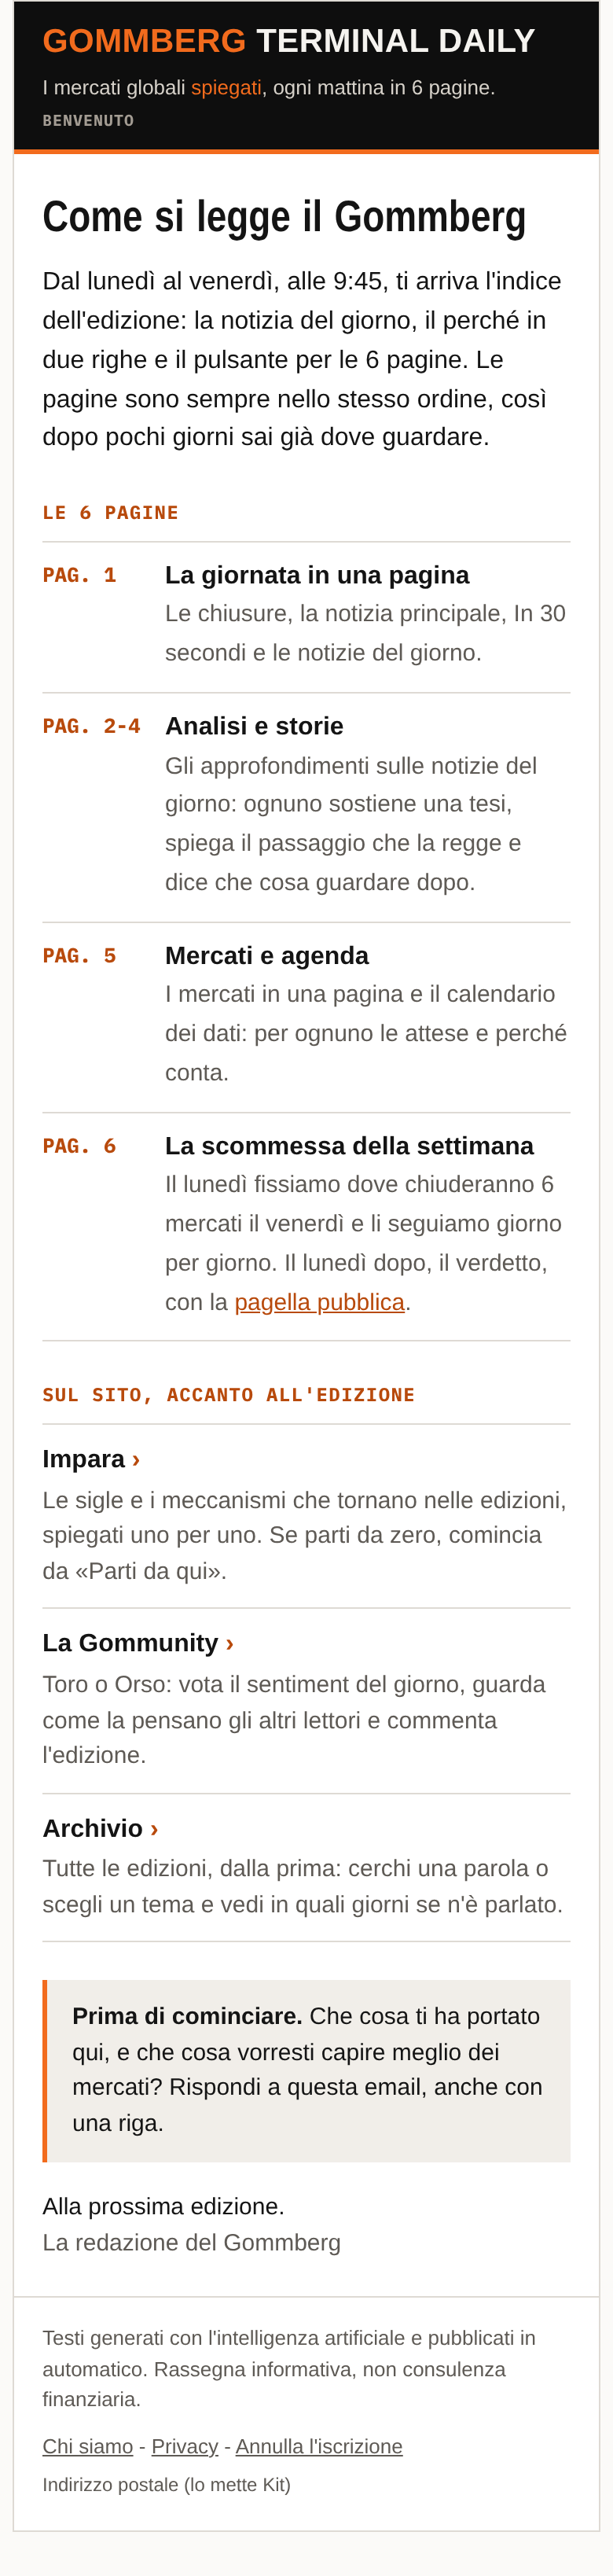 GOMMBERG TERMINAL DAILY
I mercati globali spiegati, ogni mattina in 6 pagine.
BENVENUTO
Come si legge il Gommberg
Dal lunedì al venerdì, alle 9:45, ti arriva l'indice
dell'edizione: la notizia del giorno, il perché in
due righe e il pulsante per le 6 pagine. Le
pagine sono sempre nello stesso ordine, così
dopo pochi giorni sai già dove guardare.
LE 6 PAGINE
PAG. 1 La giornata in una pagina
Le chiusure, la notizia principale, In 30
secondi e le notizie del giorno.
PAG. 2-4 Analisi e storie
Gli approfondimenti sulle notizie del
giorno: ognuno sostiene una tesi,
spiega il passaggio che la regge e
dice che cosa guardare dopo.
PAG. 5 Mercati e agenda
I mercati in una pagina e il calendario
dei dati: per ognuno le attese e perché
conta.
PAG. 6 La scommessa della settimana
Il lunedì fissiamo dove chiuderanno 6
mercati il venerdì e li seguiamo giorno
per giorno. Il lunedì dopo, il verdetto,
con la pagella pubblica.
SUL SITO, ACCANTO ALL'EDIZIONE
Impara ›
Le sigle e i meccanismi che tornano nelle edizioni,
spiegati uno per uno. Se parti da zero, comincia
da «Parti da qui».
La Gommunity ›
Toro o Orso: vota il sentiment del giorno, guarda
come la pensano gli altri lettori e commenta
l'edizione.
Archivio ›
Tutte le edizioni, dalla prima: cerchi una parola o
scegli un tema e vedi in quali giorni se n'è parlato.
Prima di cominciare. Che cosa ti ha portato
qui, e che cosa vorresti capire meglio dei
mercati? Rispondi a questa email, anche con
una riga.
Alla prossima edizione.
La redazione del Gommberg
Testi generati con l'intelligenza artificiale e pubblicati in
automatico. Rassegna informativa, non consulenza
finanziaria.
Chi siamo - Privacy - Annulla l'iscrizione
Indirizzo postale (lo mette Kit)